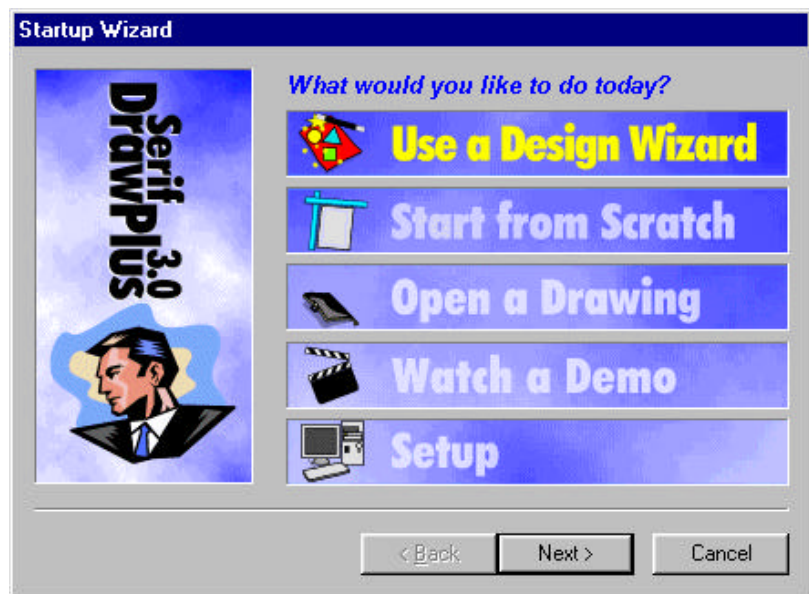 Startup Wizard
Serif
DrawPlus 3.0
What would you like to do today?
Use a Design Wizard
Start from Scratch
Open a Drawing
Watch a Demo
Setup
< Back
Next >
Cancel